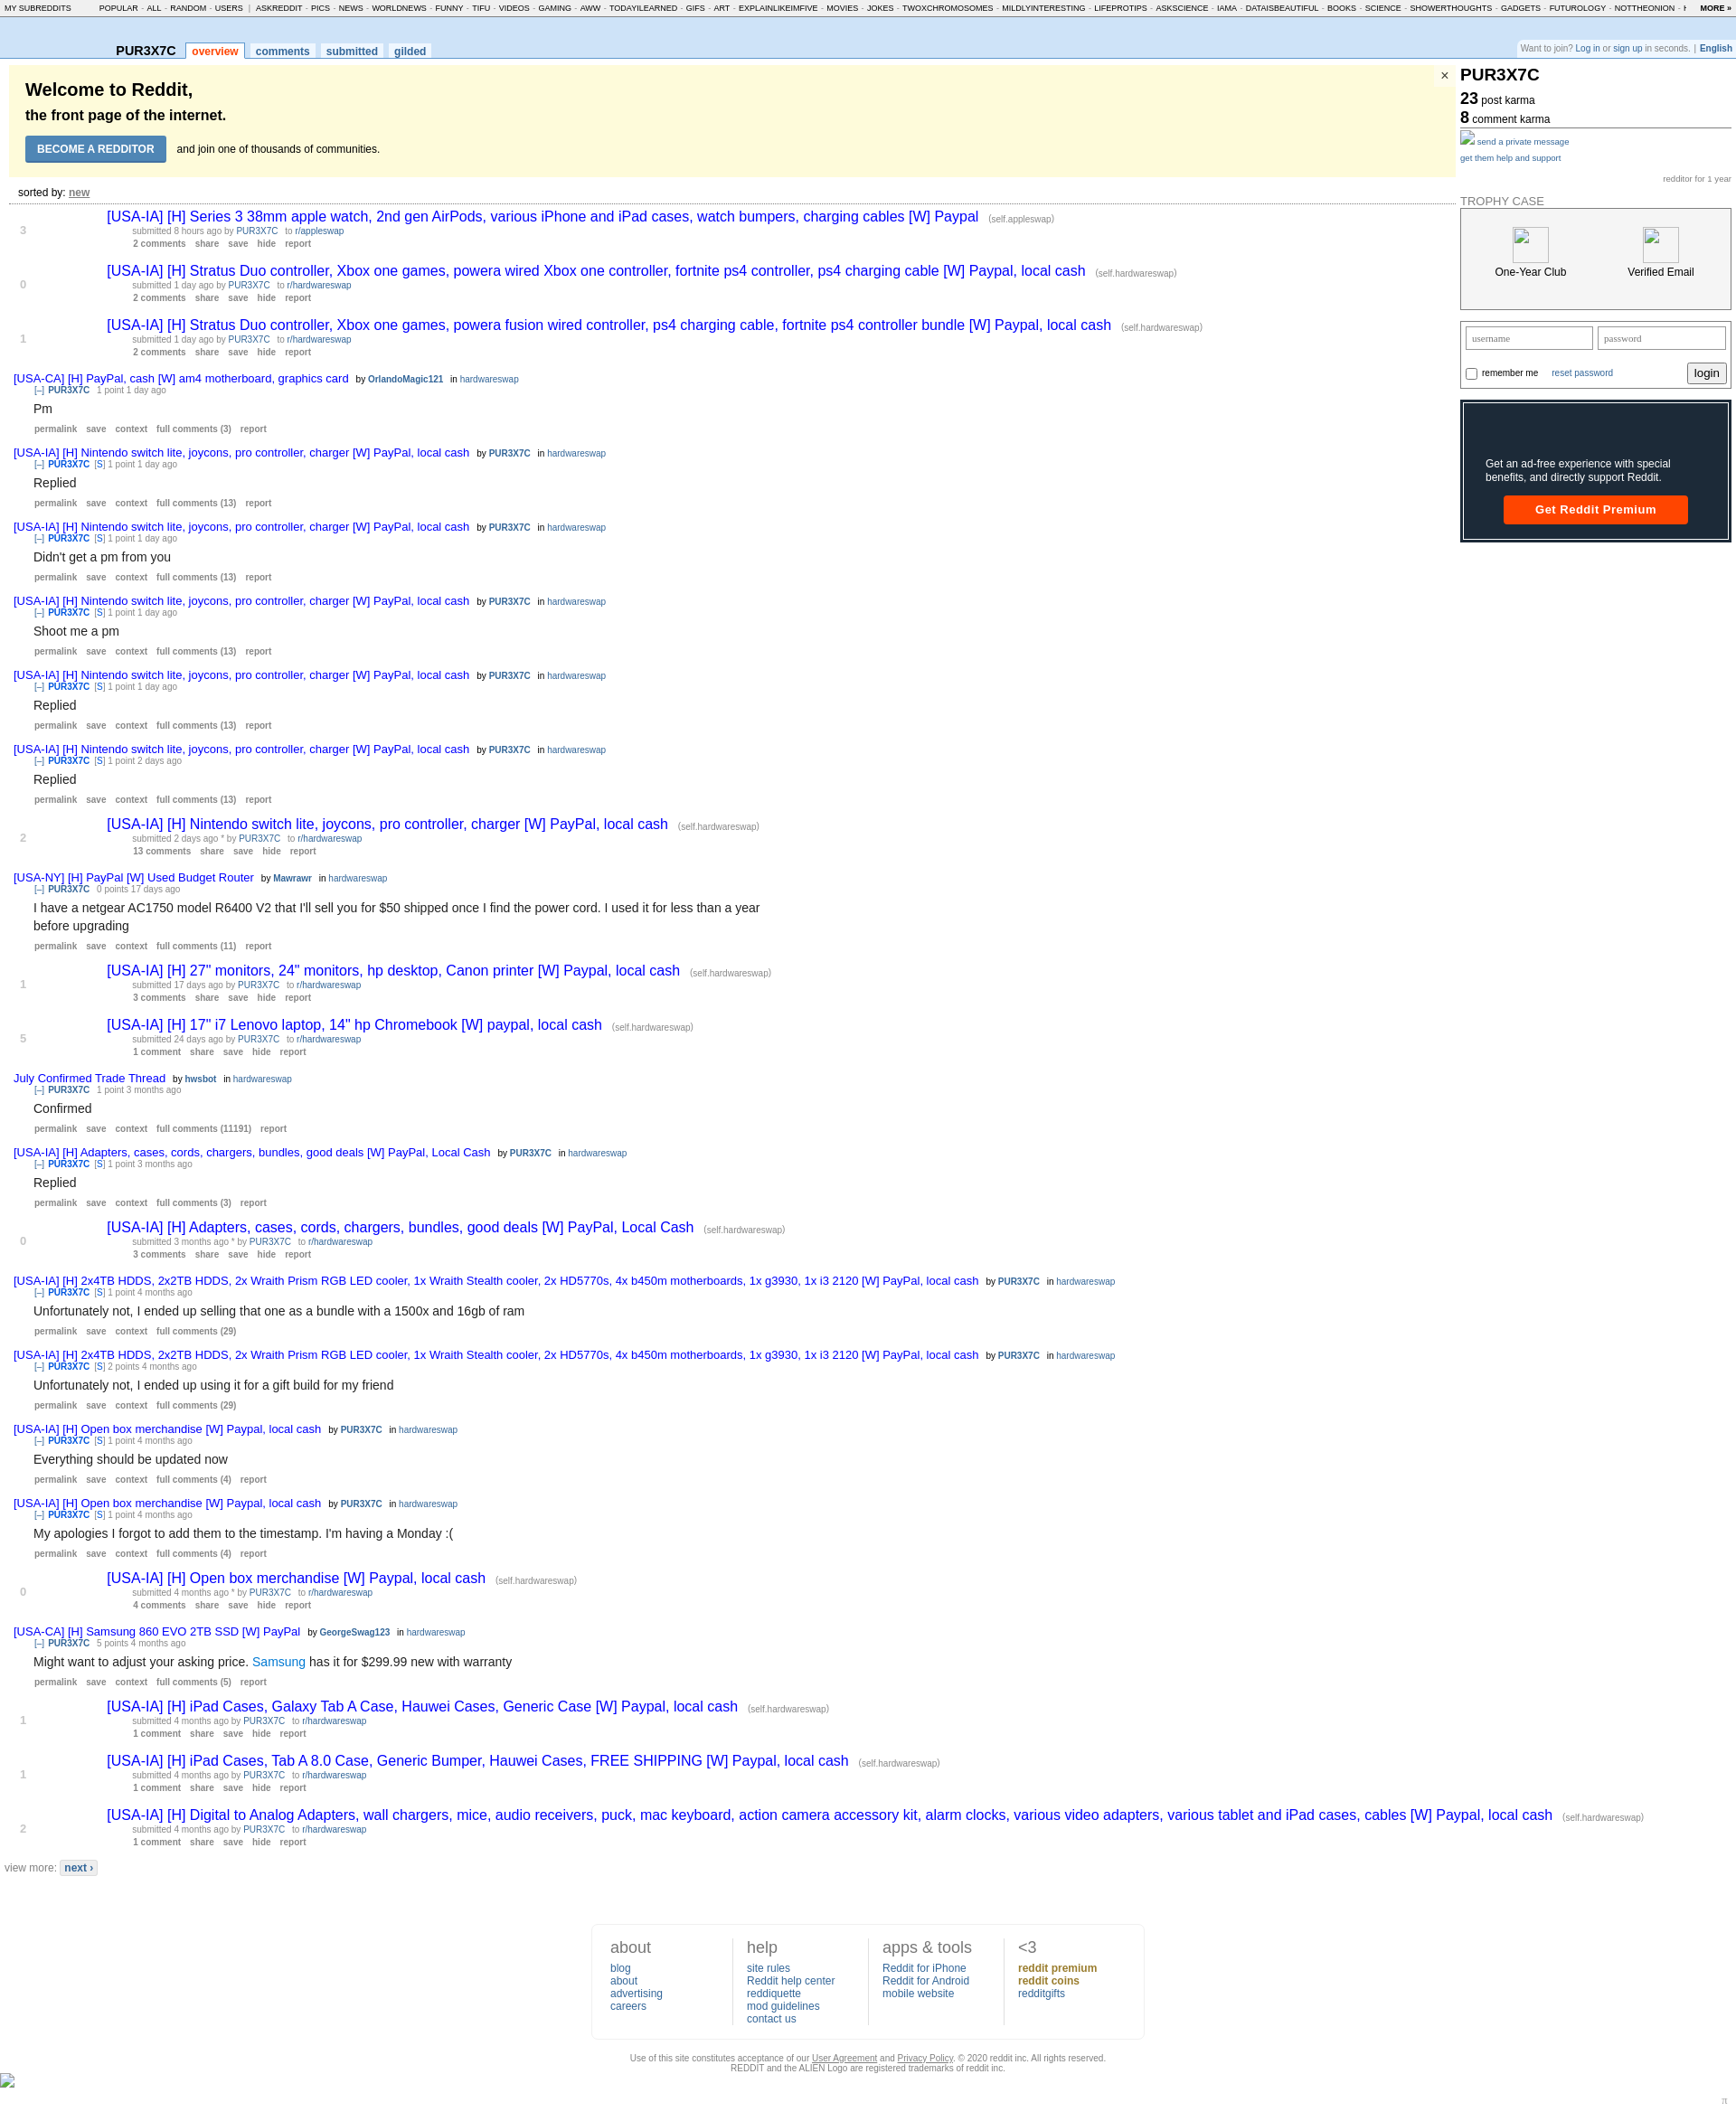 MY SUBREDDITS POPULAR - ALL - RANDOM - USERS | ASKREDDIT - PICS - NEWS - WORLDNEWS - FUNNY - TIFU - VIDEOS - GAMING - AWW - TODAYILEARNED - GIFS - ART - EXPLAINLIKEIMFIVE - MOVIES - JOKES - TWOXCHROMOSOMES - MILDLYINTERESTING - LIFEPROTIPS - ASKSCIENCE - IAMA - DATAISBEAUTIFUL - BOOKS - SCIENCE - SHOWERTHOUGHTS - GADGETS - FUTUROLOGY - NOTTHEONION - MORE »
PUR3X7C overview comments submitted gilded
Want to join? Log in or sign up in seconds. | English
Welcome to Reddit,
the front page of the internet.
BECOME A REDDITOR and join one of thousands of communities.
×
sorted by: new
[USA-IA] [H] Series 3 38mm apple watch, 2nd gen AirPods, various iPhone and iPad cases, watch bumpers, charging cables [W] Paypal (self.appleswap)
3
submitted 8 hours ago by PUR3X7C to r/appleswap
2 comments share save hide report
[USA-IA] [H] Stratus Duo controller, Xbox one games, powera wired Xbox one controller, fortnite ps4 controller, ps4 charging cable [W] Paypal, local cash (self.hardwareswap)
0
submitted 1 day ago by PUR3X7C to r/hardwareswap
2 comments share save hide report
[USA-IA] [H] Stratus Duo controller, Xbox one games, powera fusion wired controller, ps4 charging cable, fortnite ps4 controller bundle [W] Paypal, local cash (self.hardwareswap)
1
submitted 1 day ago by PUR3X7C to r/hardwareswap
2 comments share save hide report
[USA-CA] [H] PayPal, cash [W] am4 motherboard, graphics card by OrlandoMagic121 in hardwareswap
[–] PUR3X7C 1 point 1 day ago
Pm
permalink save context full comments (3) report
[USA-IA] [H] Nintendo switch lite, joycons, pro controller, charger [W] PayPal, local cash by PUR3X7C in hardwareswap
[–] PUR3X7C [S] 1 point 1 day ago
Replied
permalink save context full comments (13) report
[USA-IA] [H] Nintendo switch lite, joycons, pro controller, charger [W] PayPal, local cash by PUR3X7C in hardwareswap
[–] PUR3X7C [S] 1 point 1 day ago
Didn't get a pm from you
permalink save context full comments (13) report
[USA-IA] [H] Nintendo switch lite, joycons, pro controller, charger [W] PayPal, local cash by PUR3X7C in hardwareswap
[–] PUR3X7C [S] 1 point 1 day ago
Shoot me a pm
permalink save context full comments (13) report
[USA-IA] [H] Nintendo switch lite, joycons, pro controller, charger [W] PayPal, local cash by PUR3X7C in hardwareswap
[–] PUR3X7C [S] 1 point 1 day ago
Replied
permalink save context full comments (13) report
[USA-IA] [H] Nintendo switch lite, joycons, pro controller, charger [W] PayPal, local cash by PUR3X7C in hardwareswap
[–] PUR3X7C [S] 1 point 2 days ago
Replied
permalink save context full comments (13) report
[USA-IA] [H] Nintendo switch lite, joycons, pro controller, charger [W] PayPal, local cash (self.hardwareswap)
2
submitted 2 days ago * by PUR3X7C to r/hardwareswap
13 comments share save hide report
[USA-NY] [H] PayPal [W] Used Budget Router by Mawrawr in hardwareswap
[–] PUR3X7C 0 points 17 days ago
I have a netgear AC1750 model R6400 V2 that I'll sell you for $50 shipped once I find the power cord. I used it for less than a year
before upgrading
permalink save context full comments (11) report
[USA-IA] [H] 27" monitors, 24" monitors, hp desktop, Canon printer [W] Paypal, local cash (self.hardwareswap)
1
submitted 17 days ago by PUR3X7C to r/hardwareswap
3 comments share save hide report
[USA-IA] [H] 17" i7 Lenovo laptop, 14" hp Chromebook [W] paypal, local cash (self.hardwareswap)
5
submitted 24 days ago by PUR3X7C to r/hardwareswap
1 comment share save hide report
July Confirmed Trade Thread by hwsbot in hardwareswap
[–] PUR3X7C 1 point 3 months ago
Confirmed
permalink save context full comments (11191) report
[USA-IA] [H] Adapters, cases, cords, chargers, bundles, good deals [W] PayPal, Local Cash by PUR3X7C in hardwareswap
[–] PUR3X7C [S] 1 point 3 months ago
Replied
permalink save context full comments (3) report
[USA-IA] [H] Adapters, cases, cords, chargers, bundles, good deals [W] PayPal, Local Cash (self.hardwareswap)
0
submitted 3 months ago * by PUR3X7C to r/hardwareswap
3 comments share save hide report
[USA-IA] [H] 2x4TB HDDS, 2x2TB HDDS, 2x Wraith Prism RGB LED cooler, 1x Wraith Stealth cooler, 2x HD5770s, 4x b450m motherboards, 1x g3930, 1x i3 2120 [W] PayPal, local cash by PUR3X7C in hardwareswap
[–] PUR3X7C [S] 1 point 4 months ago
Unfortunately not, I ended up selling that one as a bundle with a 1500x and 16gb of ram
permalink save context full comments (29)
[USA-IA] [H] 2x4TB HDDS, 2x2TB HDDS, 2x Wraith Prism RGB LED cooler, 1x Wraith Stealth cooler, 2x HD5770s, 4x b450m motherboards, 1x g3930, 1x i3 2120 [W] PayPal, local cash by PUR3X7C in hardwareswap
[–] PUR3X7C [S] 2 points 4 months ago
Unfortunately not, I ended up using it for a gift build for my friend
permalink save context full comments (29)
[USA-IA] [H] Open box merchandise [W] Paypal, local cash by PUR3X7C in hardwareswap
[–] PUR3X7C [S] 1 point 4 months ago
Everything should be updated now
permalink save context full comments (4) report
[USA-IA] [H] Open box merchandise [W] Paypal, local cash by PUR3X7C in hardwareswap
[–] PUR3X7C [S] 1 point 4 months ago
My apologies I forgot to add them to the timestamp. I'm having a Monday :(
permalink save context full comments (4) report
[USA-IA] [H] Open box merchandise [W] Paypal, local cash (self.hardwareswap)
0
submitted 4 months ago * by PUR3X7C to r/hardwareswap
4 comments share save hide report
[USA-CA] [H] Samsung 860 EVO 2TB SSD [W] PayPal by GeorgeSwag123 in hardwareswap
[–] PUR3X7C 5 points 4 months ago
Might want to adjust your asking price. Samsung has it for $299.99 new with warranty
permalink save context full comments (5) report
[USA-IA] [H] iPad Cases, Galaxy Tab A Case, Hauwei Cases, Generic Case [W] Paypal, local cash (self.hardwareswap)
1
submitted 4 months ago by PUR3X7C to r/hardwareswap
1 comment share save hide report
[USA-IA] [H] iPad Cases, Tab A 8.0 Case, Generic Bumper, Hauwei Cases, FREE SHIPPING [W] Paypal, local cash (self.hardwareswap)
1
submitted 4 months ago by PUR3X7C to r/hardwareswap
1 comment share save hide report
[USA-IA] [H] Digital to Analog Adapters, wall chargers, mice, audio receivers, puck, mac keyboard, action camera accessory kit, alarm clocks, various video adapters, various tablet and iPad cases, cables [W] Paypal, local cash (self.hardwareswap)
2
submitted 4 months ago by PUR3X7C to r/hardwareswap
1 comment share save hide report
view more: next ›
PUR3X7C
23 post karma
8 comment karma
send a private message
get them help and support
redditor for 1 year
TROPHY CASE
One-Year Club Verified Email
username password
remember me reset password login
Get an ad-free experience with special
benefits, and directly support Reddit.
Get Reddit Premium
about
blog
about
advertising
careers
help
site rules
Reddit help center
reddiquette
mod guidelines
contact us
apps & tools
Reddit for iPhone
Reddit for Android
mobile website
<3
reddit premium
reddit coins
redditgifts
Use of this site constitutes acceptance of our User Agreement and Privacy Policy. © 2020 reddit inc. All rights reserved.
REDDIT and the ALIEN Logo are registered trademarks of reddit inc.
π